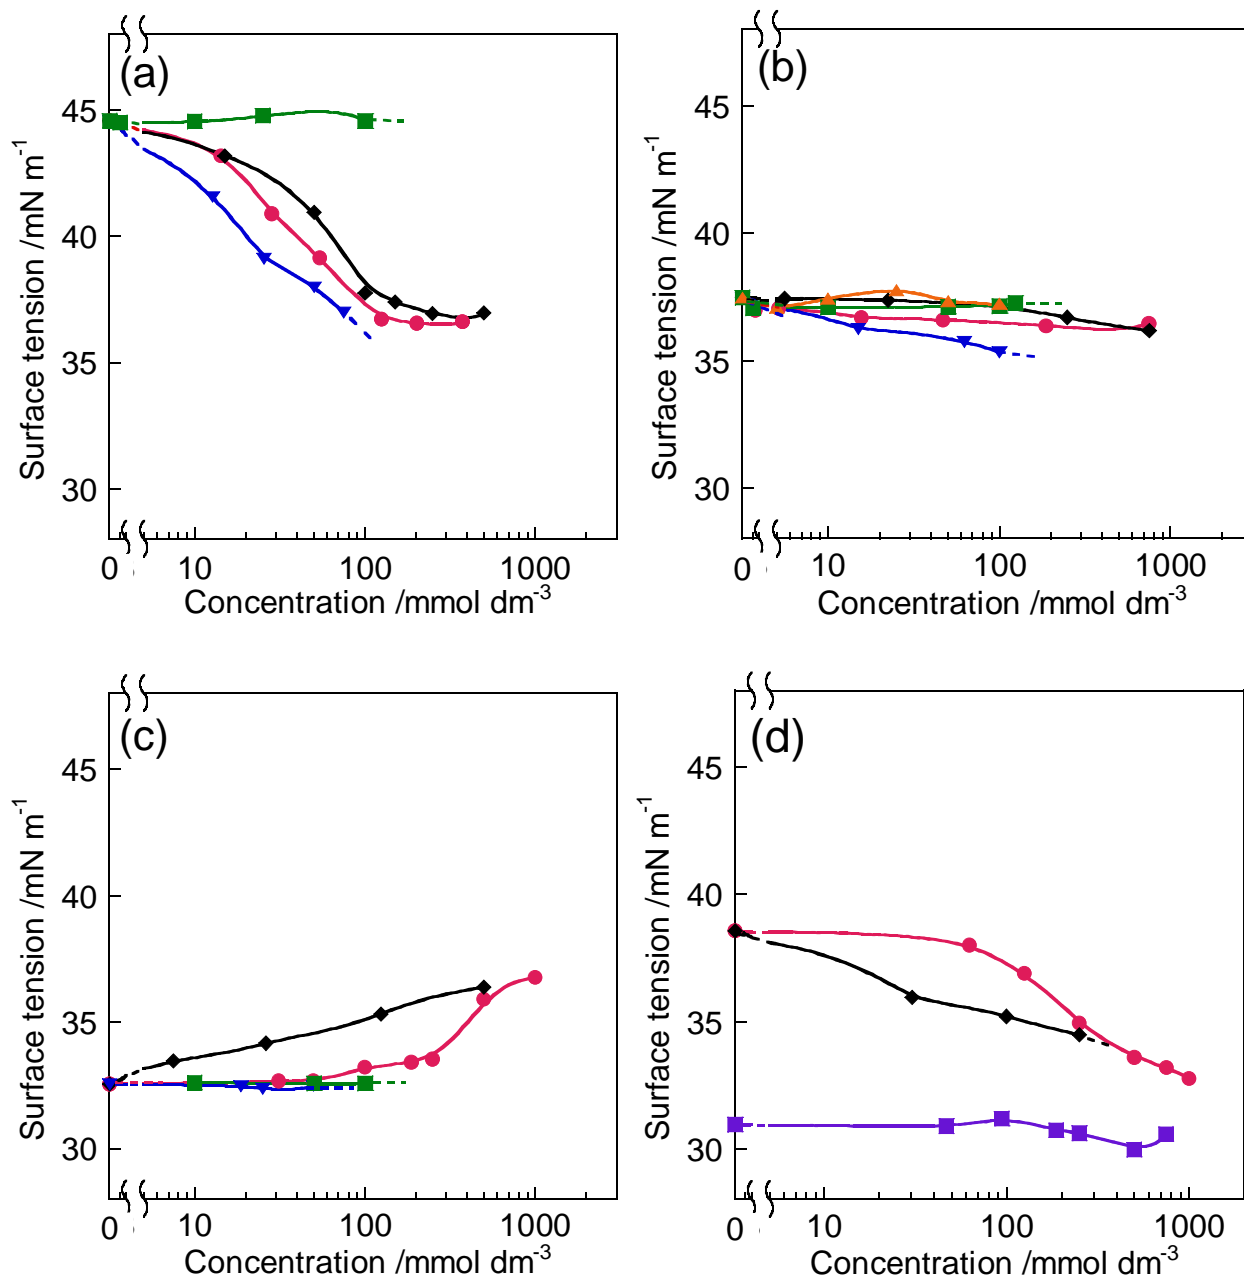 (a)
45
40
35
30
Surface tension /mN m-1
0 10 100 1000
Concentration /mmol dm-3
(b)
45
40
35
30
Surface tension /mN m-1
0 10 100 1000
Concentration /mmol dm-3
(c)
45
40
35
30
Surface tension /mN m-1
0 10 100 1000
Concentration /mmol dm-3
(d)
45
40
35
30
Surface tension /mN m-1
0 10 100 1000
Concentration /mmol dm-3